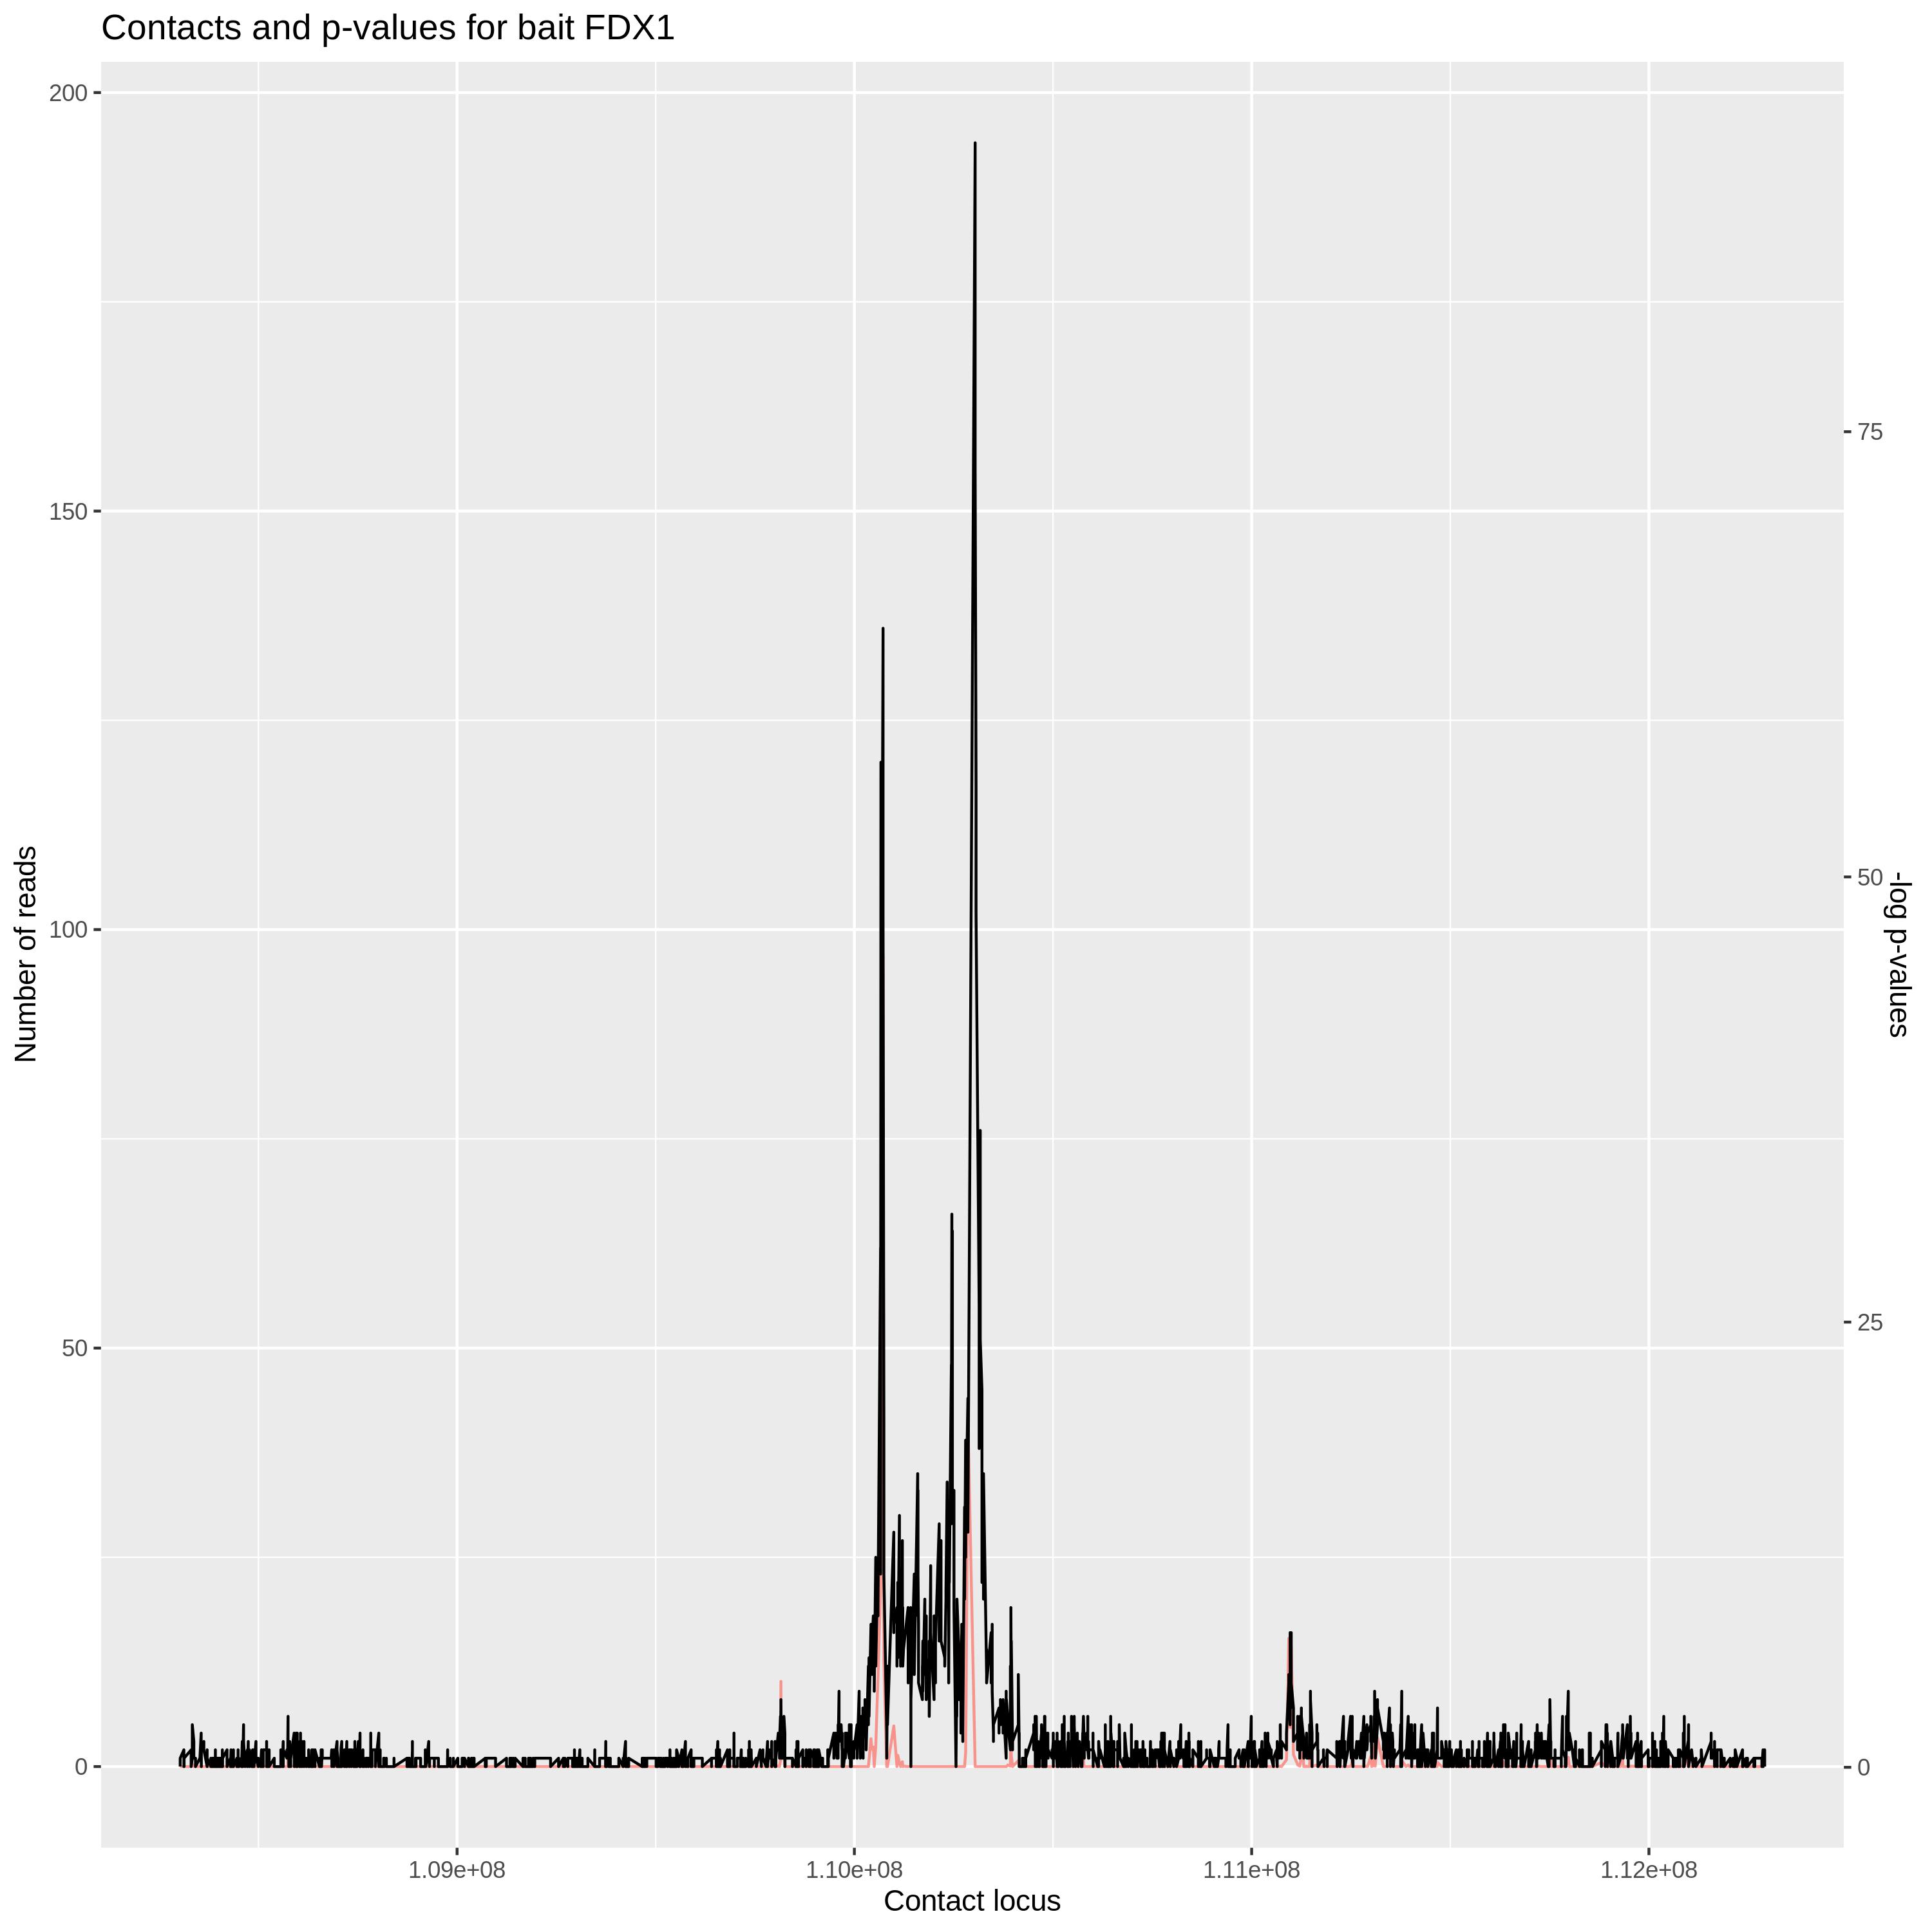 Contacts and p-values for bait FDX1
200
150
100
50
0
Number of reads
75
50
25
0
-log p-values
1.09e+08
1.10e+08
1.11e+08
1.12e+08
Contact locus